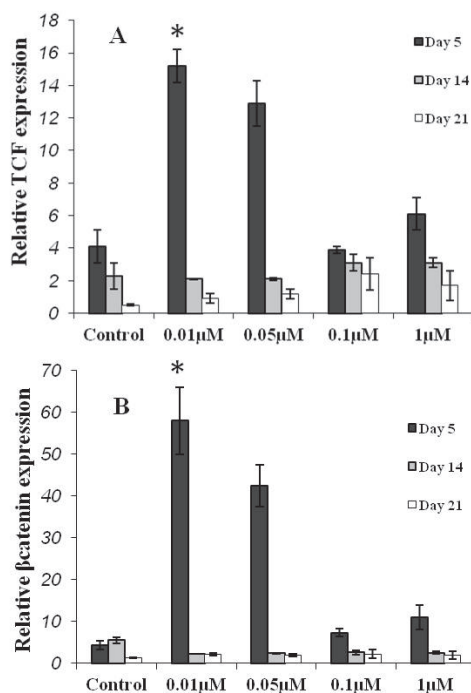 A
Relative TCF expression
18
16
14
12
10
8
6
4
2
0
*
Day 5
Day 14
Day 21
Control 0.01µM 0.05µM 0.1µM 1µM
B
Relative βcatenin expression
70
60
50
40
30
20
10
0
*
Day 5
Day 14
Day 21
Control 0.01µM 0.05µM 0.1µM 1µM